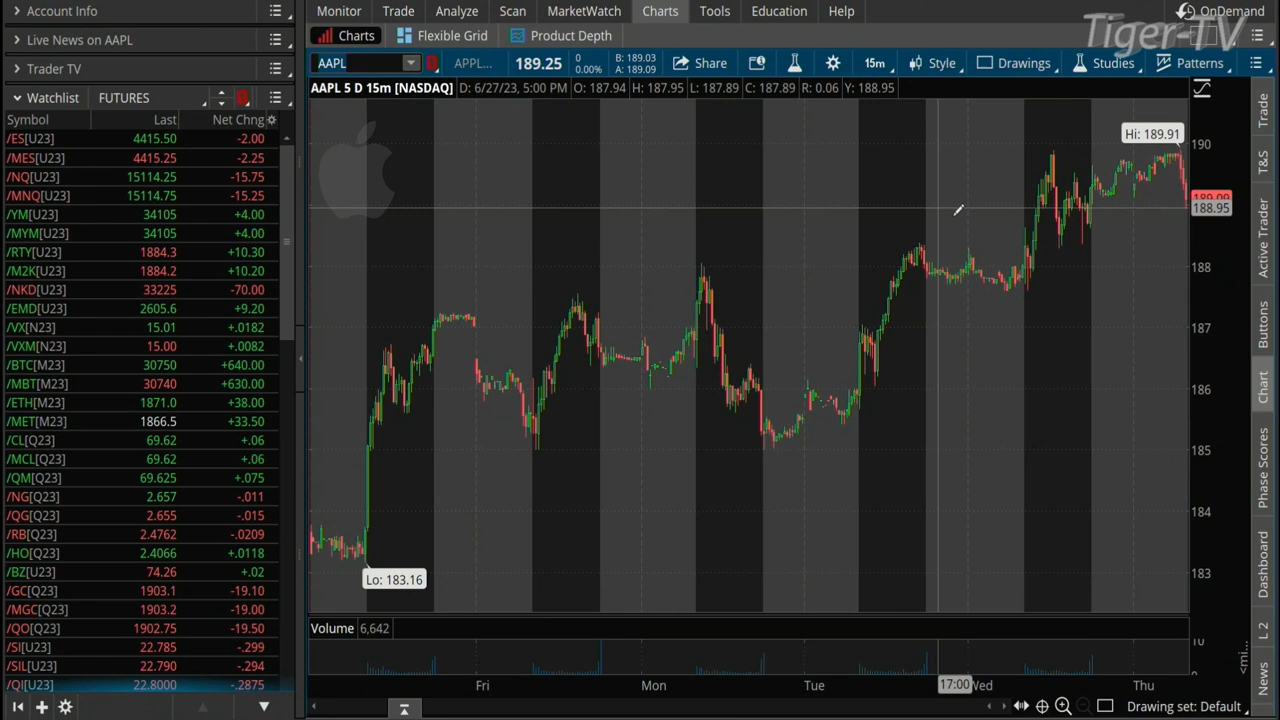 Account Info
Live News on AAPL
Trader TV
Watchlist FUTURES
Symbol Last Net Chng
/ES[U23] 4415.50 -2.00
/MES[U23] 4415.25 -2.25
/NQ[U23] 15114.25 -15.75
/MNQ[U23] 15114.75 -15.25
/YM[U23] 34105 +4.00
/MYM[U23] 34105 +4.00
/RTY[U23] 1884.3 +10.30
/M2K[U23] 1884.2 +10.20
/NKD[U23] 33225 -70.00
/EMD[U23] 2605.6 +9.20
/VX[N23] 15.01 +.0182
/VXM[N23] 15.00 +.0082
/BTC[M23] 30750 +640.00
/MBT[M23] 30740 +630.00
/ETH[M23] 1871.0 +38.00
/MET[M23] 1866.5 +33.50
/CL[Q23] 69.62 +.06
/MCL[Q23] 69.62 +.06
/QM[Q23] 69.625 +.075
/NG[Q23] 2.657 -.011
/QG[Q23] 2.655 -.015
/RB[Q23] 2.4762 -.0209
/HO[Q23] 2.4066 +.0118
/BZ[U23] 74.26 +.02
/GC[Q23] 1903.1 -19.10
/MGC[Q23] 1903.2 -19.00
/QO[Q23] 1902.75 -19.50
/SI[U23] 22.785 -.299
/SIL[U23] 22.790 -.294
/QI[U23] 22.8000 -.2875
Monitor Trade Analyze Scan MarketWatch Charts Tools Education Help
OnDemand
Tiger-TV
Charts Flexible Grid Product Depth
AAPL APPL... 189.25 0 B: 189.03
0.00% A: 189.09
Share 15m Style Drawings Studies Patterns
AAPL 5 D 15m [NASDAQ] D: 6/27/23, 5:00 PM O: 187.94 H: 187.95 L: 187.89 C: 187.89 R: 0.06 Y: 188.95
Hi: 189.91
190
189.09
188.95
188
187
186
185
184
183
Lo: 183.16
Volume 6,642
10
0
<mi...
Fri Mon Tue 17:00 Wed Thu
Drawing set: Default
Trade
T&S
Active Trader
Buttons
Chart
Phase Scores
Dashboard
L 2
News